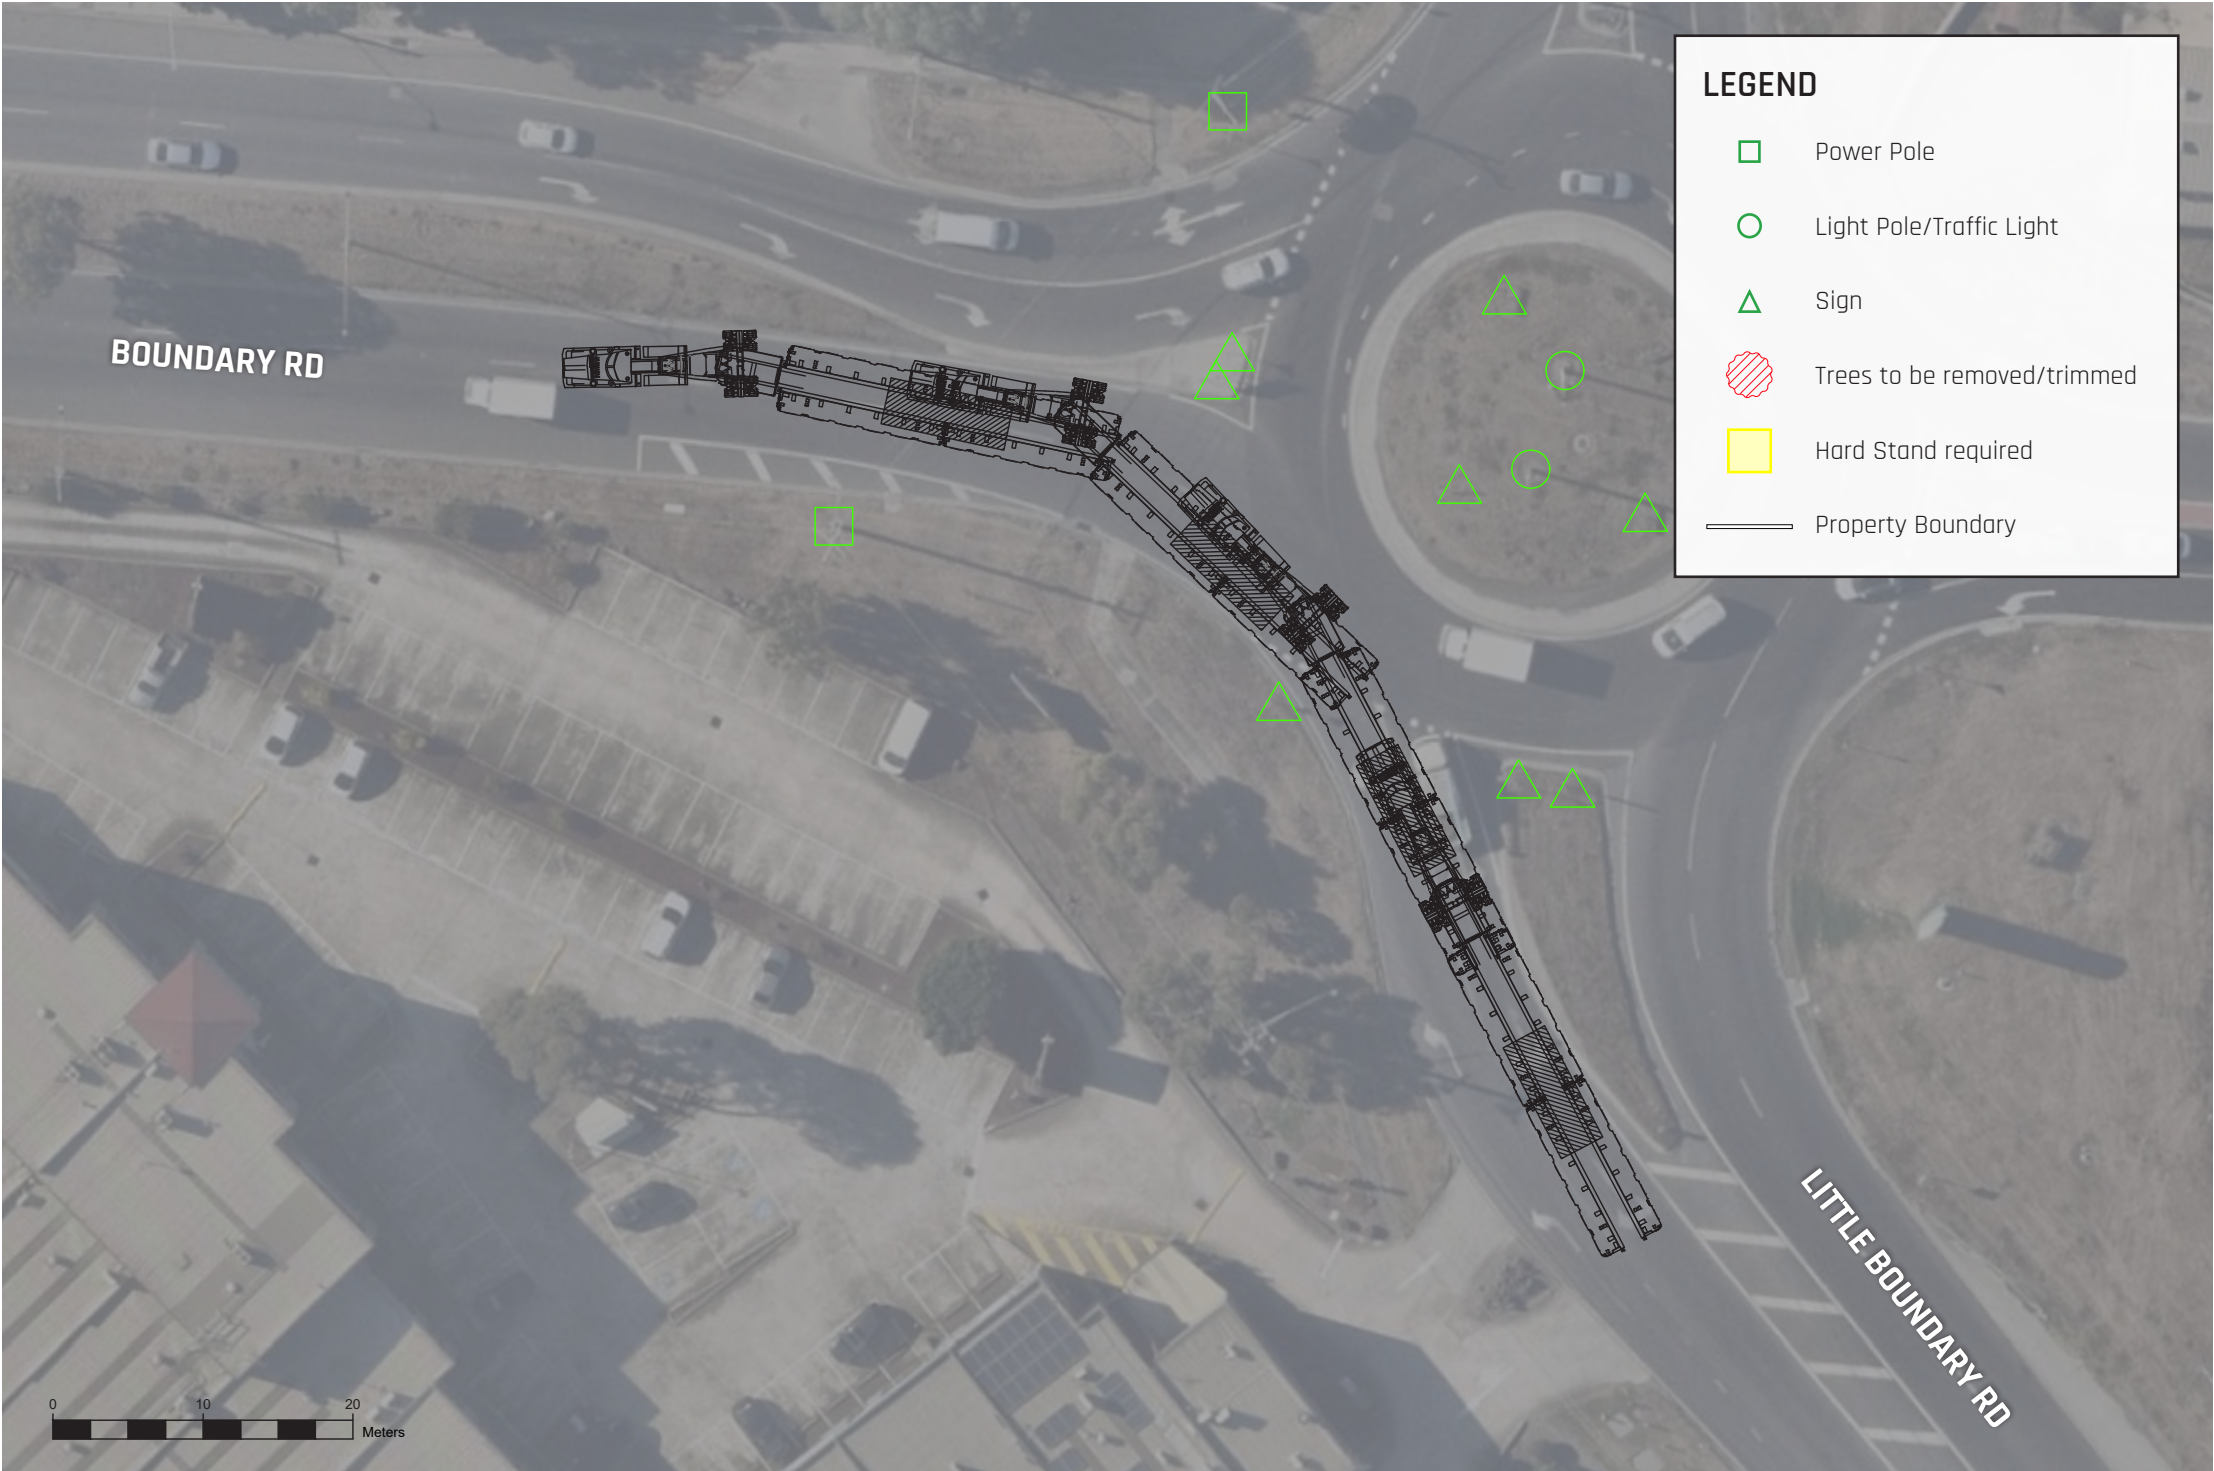 LEGEND
Power Pole
Light Pole/Traffic Light
Sign
Trees to be removed/trimmed
Hard Stand required
Property Boundary
BOUNDARY RD
LITTLE BOUNDARY RD
0 10 20
Meters